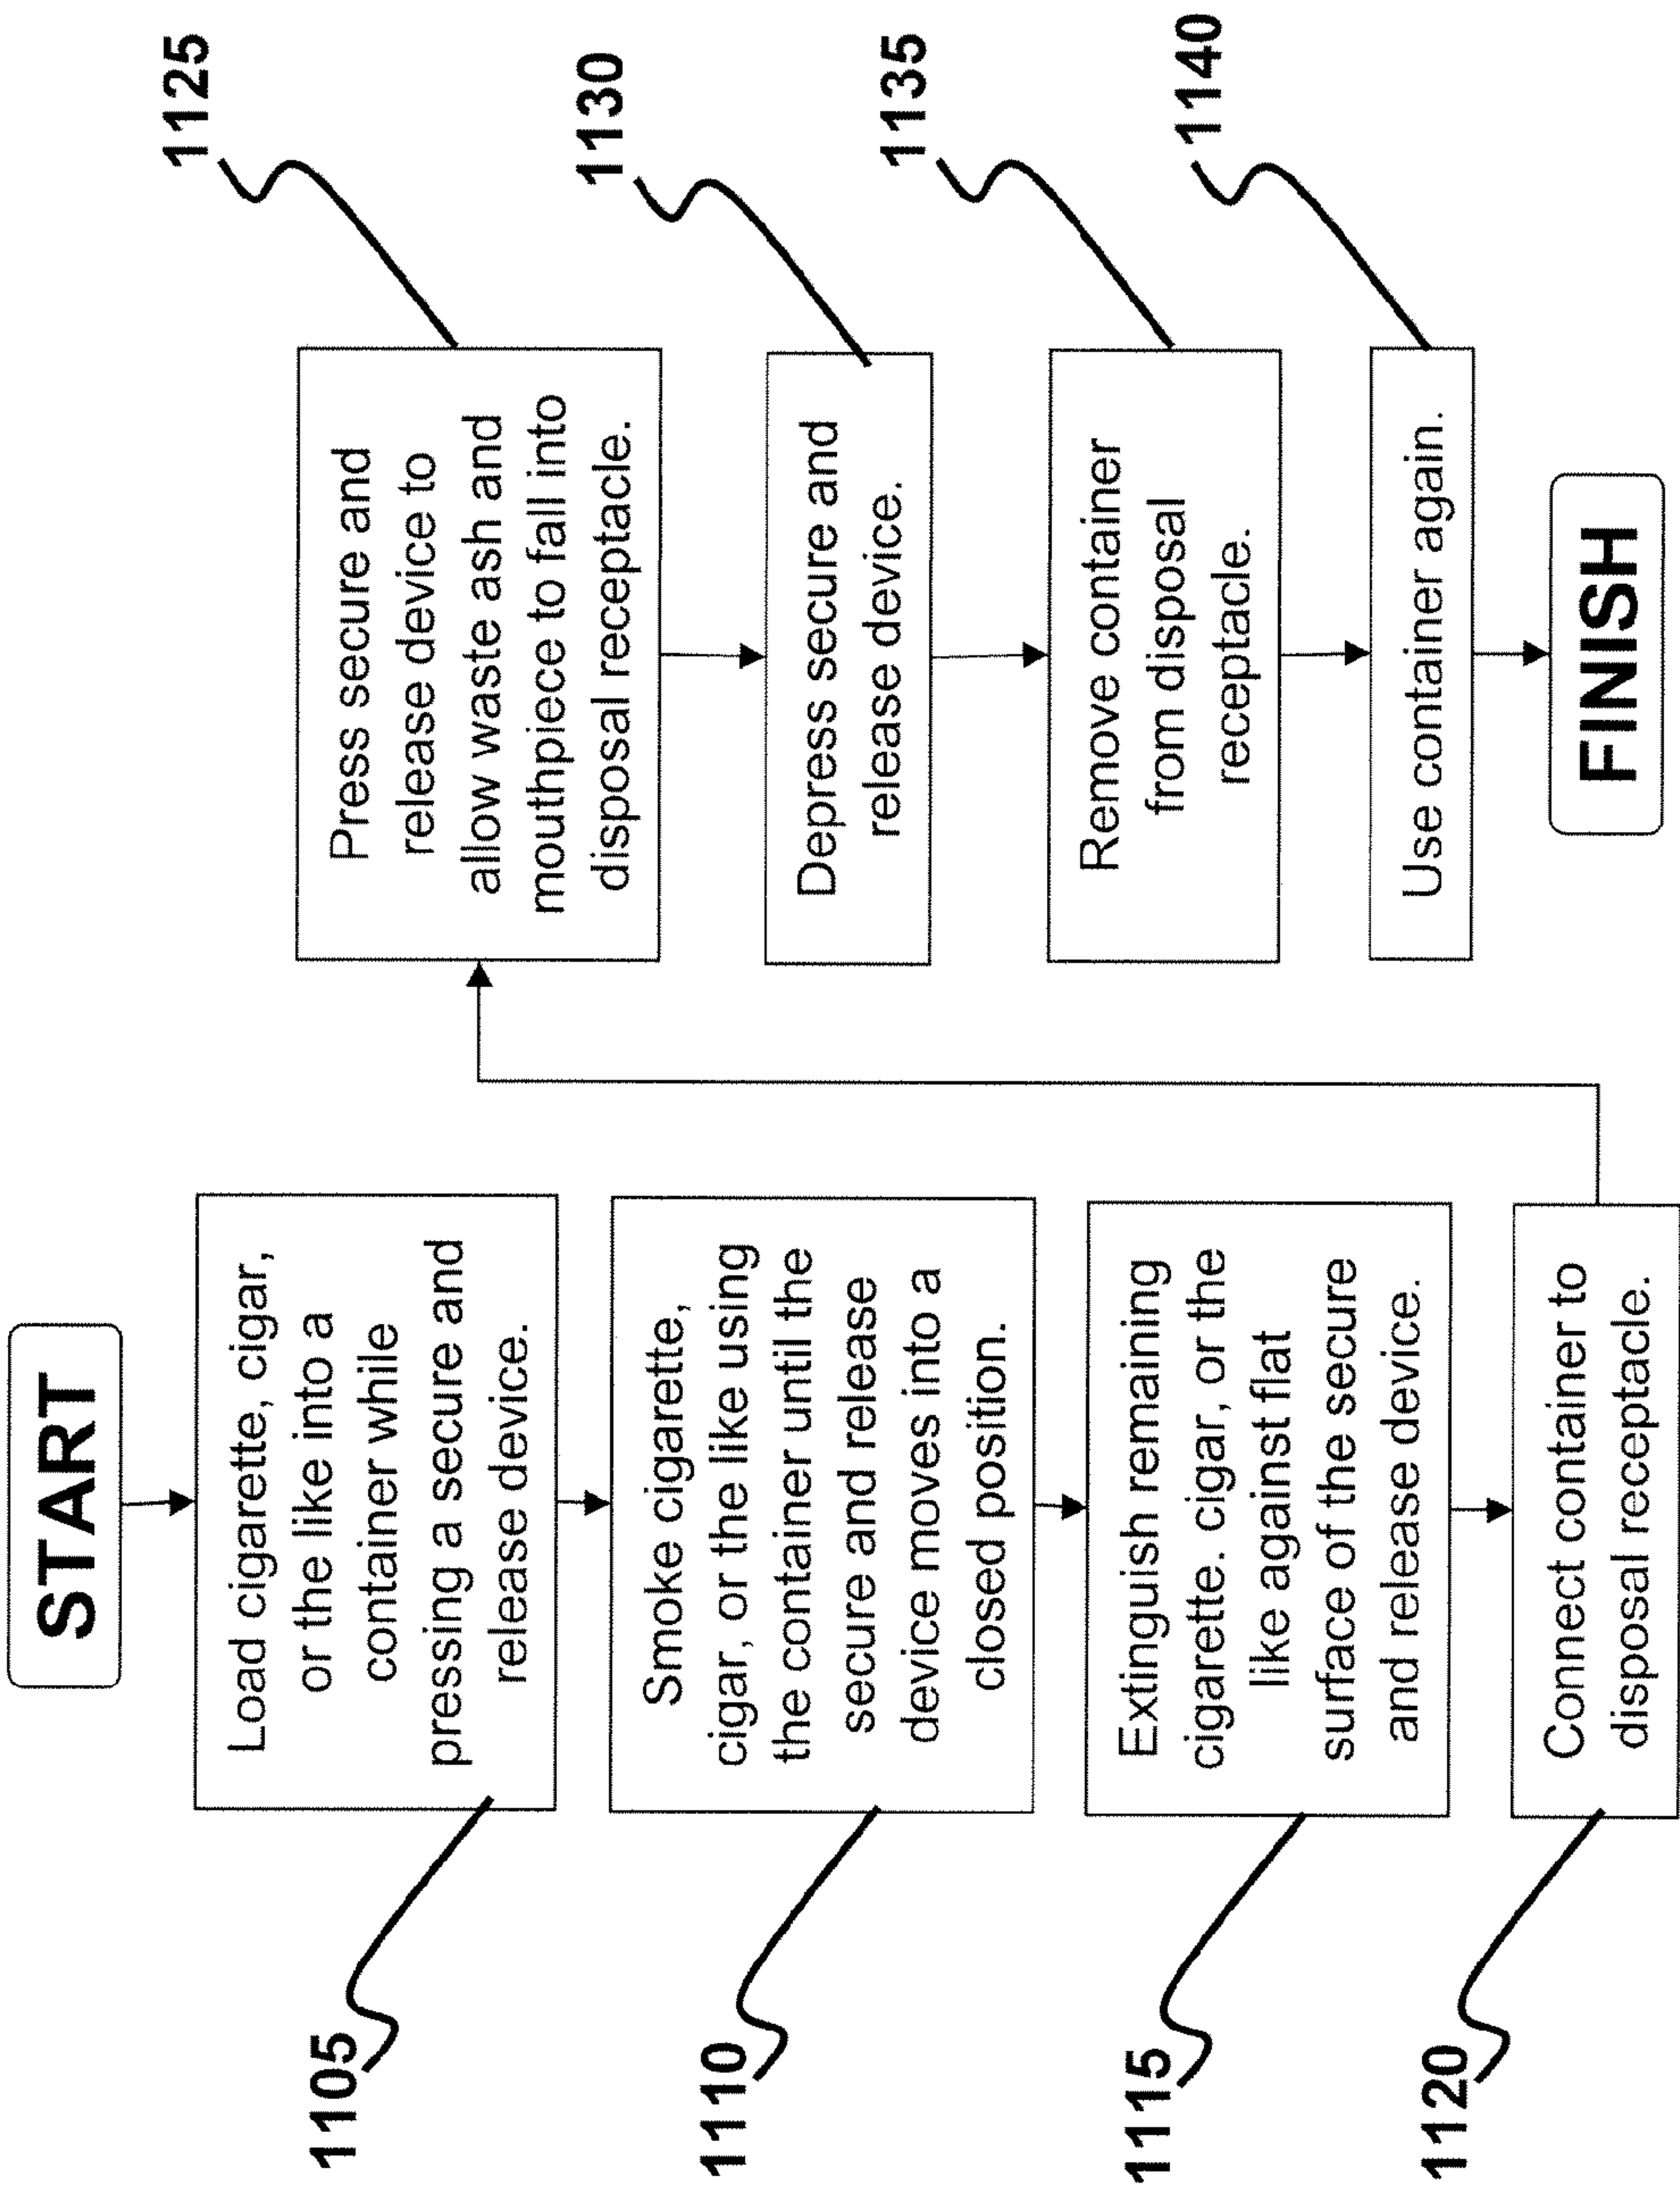 START
Load cigarette, cigar,
or the like into a
container while
pressing a secure and
release device.
1105
Smoke cigarette,
cigar, or the like using
the container until the
secure and release
device moves into a
closed position.
1110
Extinguish remaining
cigarette. cigar, or the
like against flat
surface of the secure
and release device.
1115
Connect container to
disposal receptacle.
1120
Press secure and
release device to
allow waste ash and
mouthpiece to fall into
disposal receptacle.
1125
Depress secure and
release device.
1130
Remove container
from disposal
receptacle.
1135
Use container again.
1140
FINISH